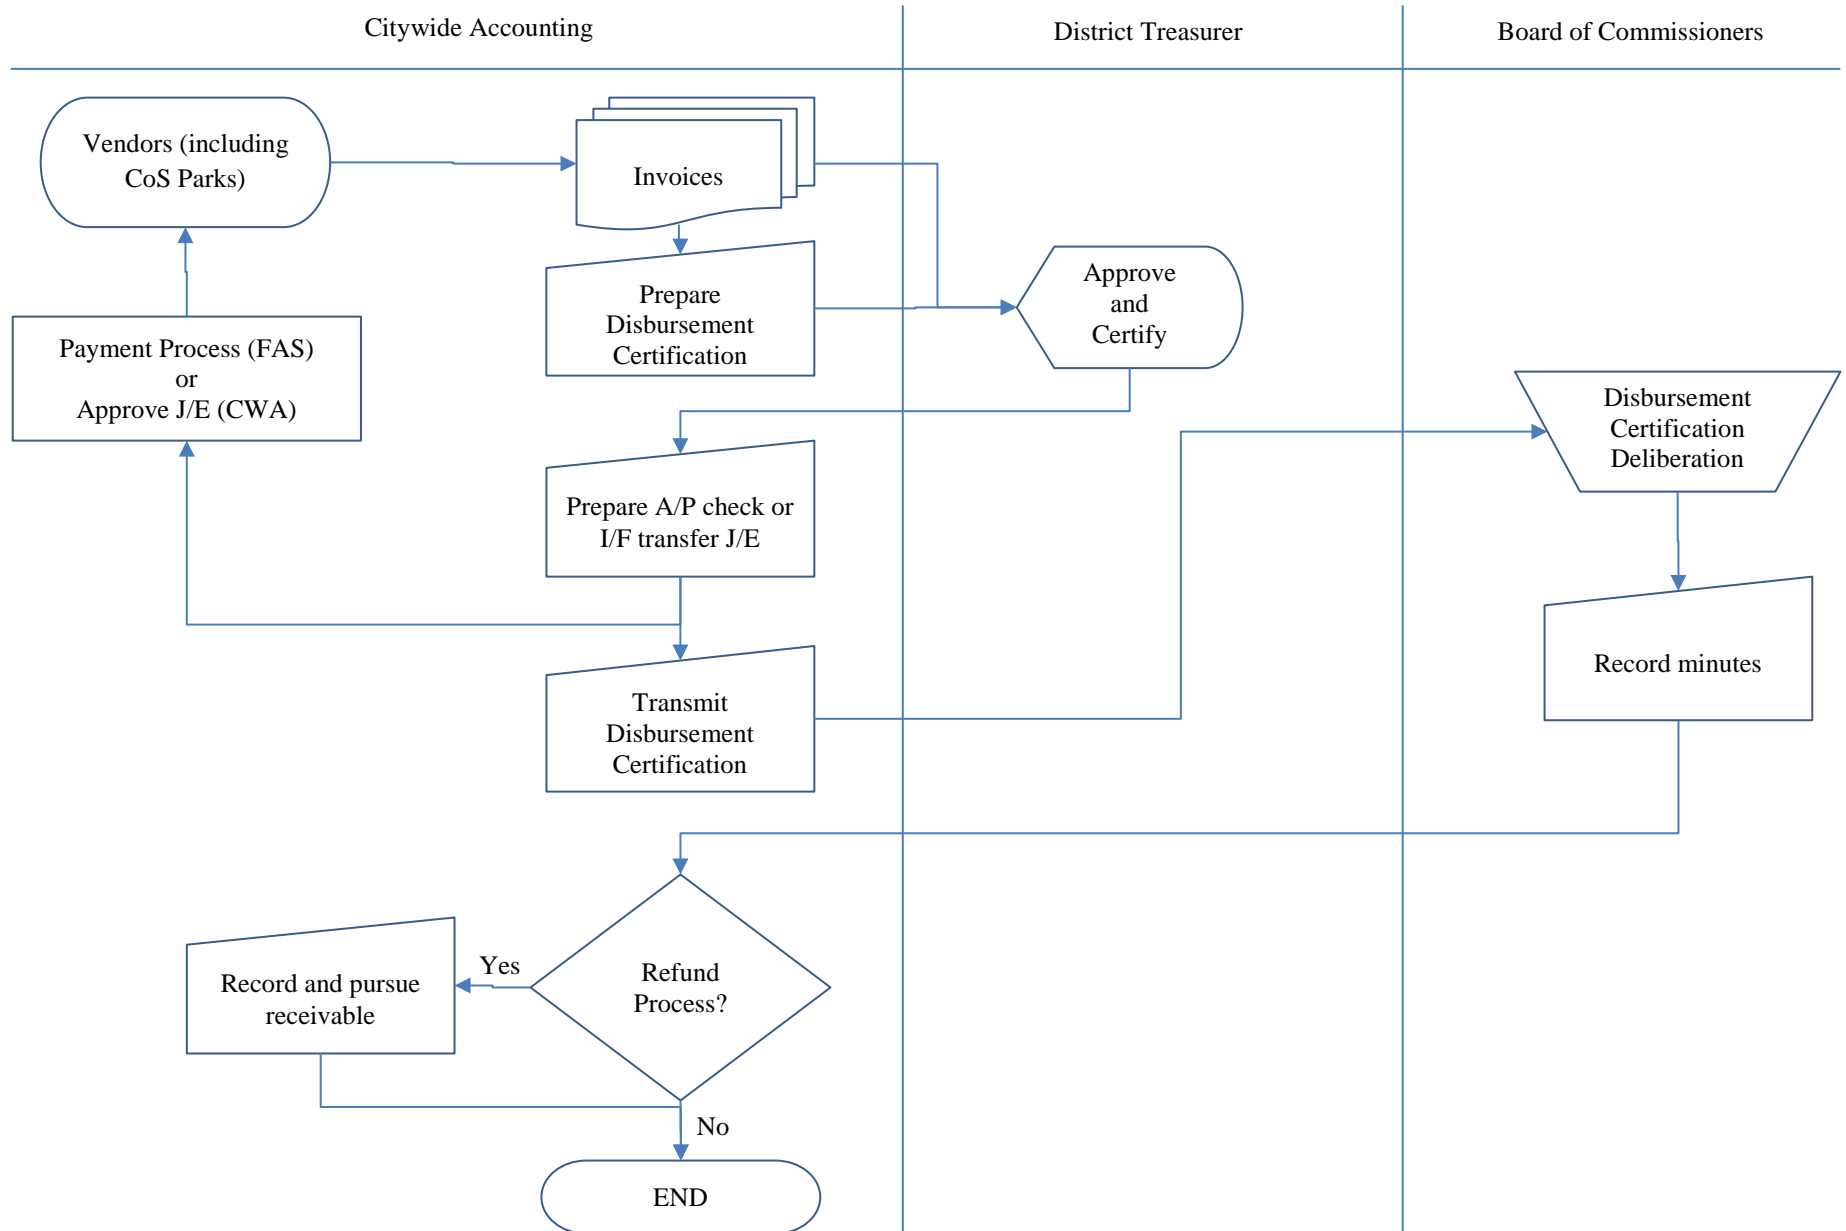 Citywide Accounting
District Treasurer
Board of Commissioners
Vendors (including
CoS Parks)
Invoices
Prepare
Disbursement
Certification
Approve
and
Certify
Payment Process (FAS)
or
Approve J/E (CWA)
Disbursement
Certification
Deliberation
Prepare A/P check or
I/F transfer J/E
Record minutes
Transmit
Disbursement
Certification
Refund
Process?
Yes
Record and pursue
receivable
No
END